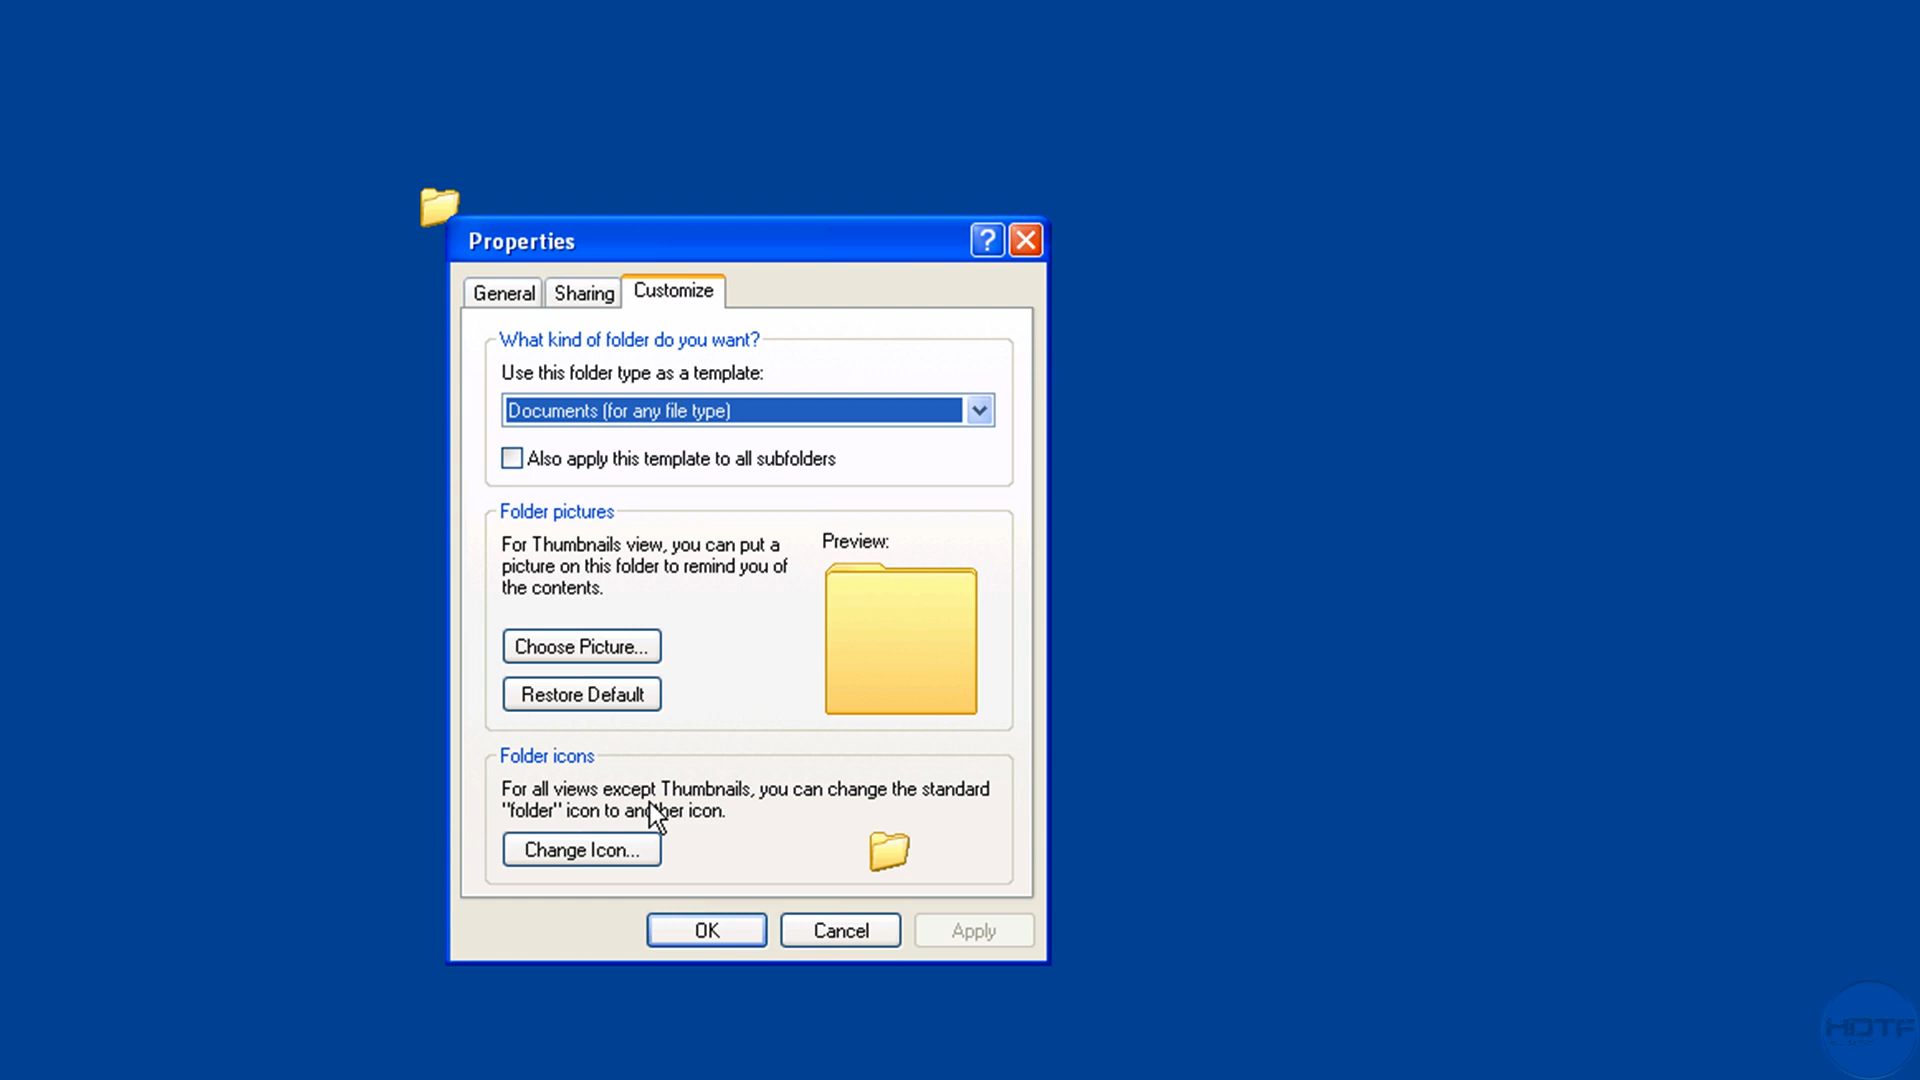 Properties
?
General
Sharing
Customize
What kind of folder do you want?
Use this folder type as a template:
Documents (for any file type)
Also apply this template to all subfolders
Folder pictures
For Thumbnails view, you can put a
picture on this folder to remind you of
the contents.
Preview:
Choose Picture...
Restore Default
Folder icons
For all views except Thumbnails, you can change the standard
"folder" icon to another icon.
Change Icon...
OK
Cancel
Apply
HDTF